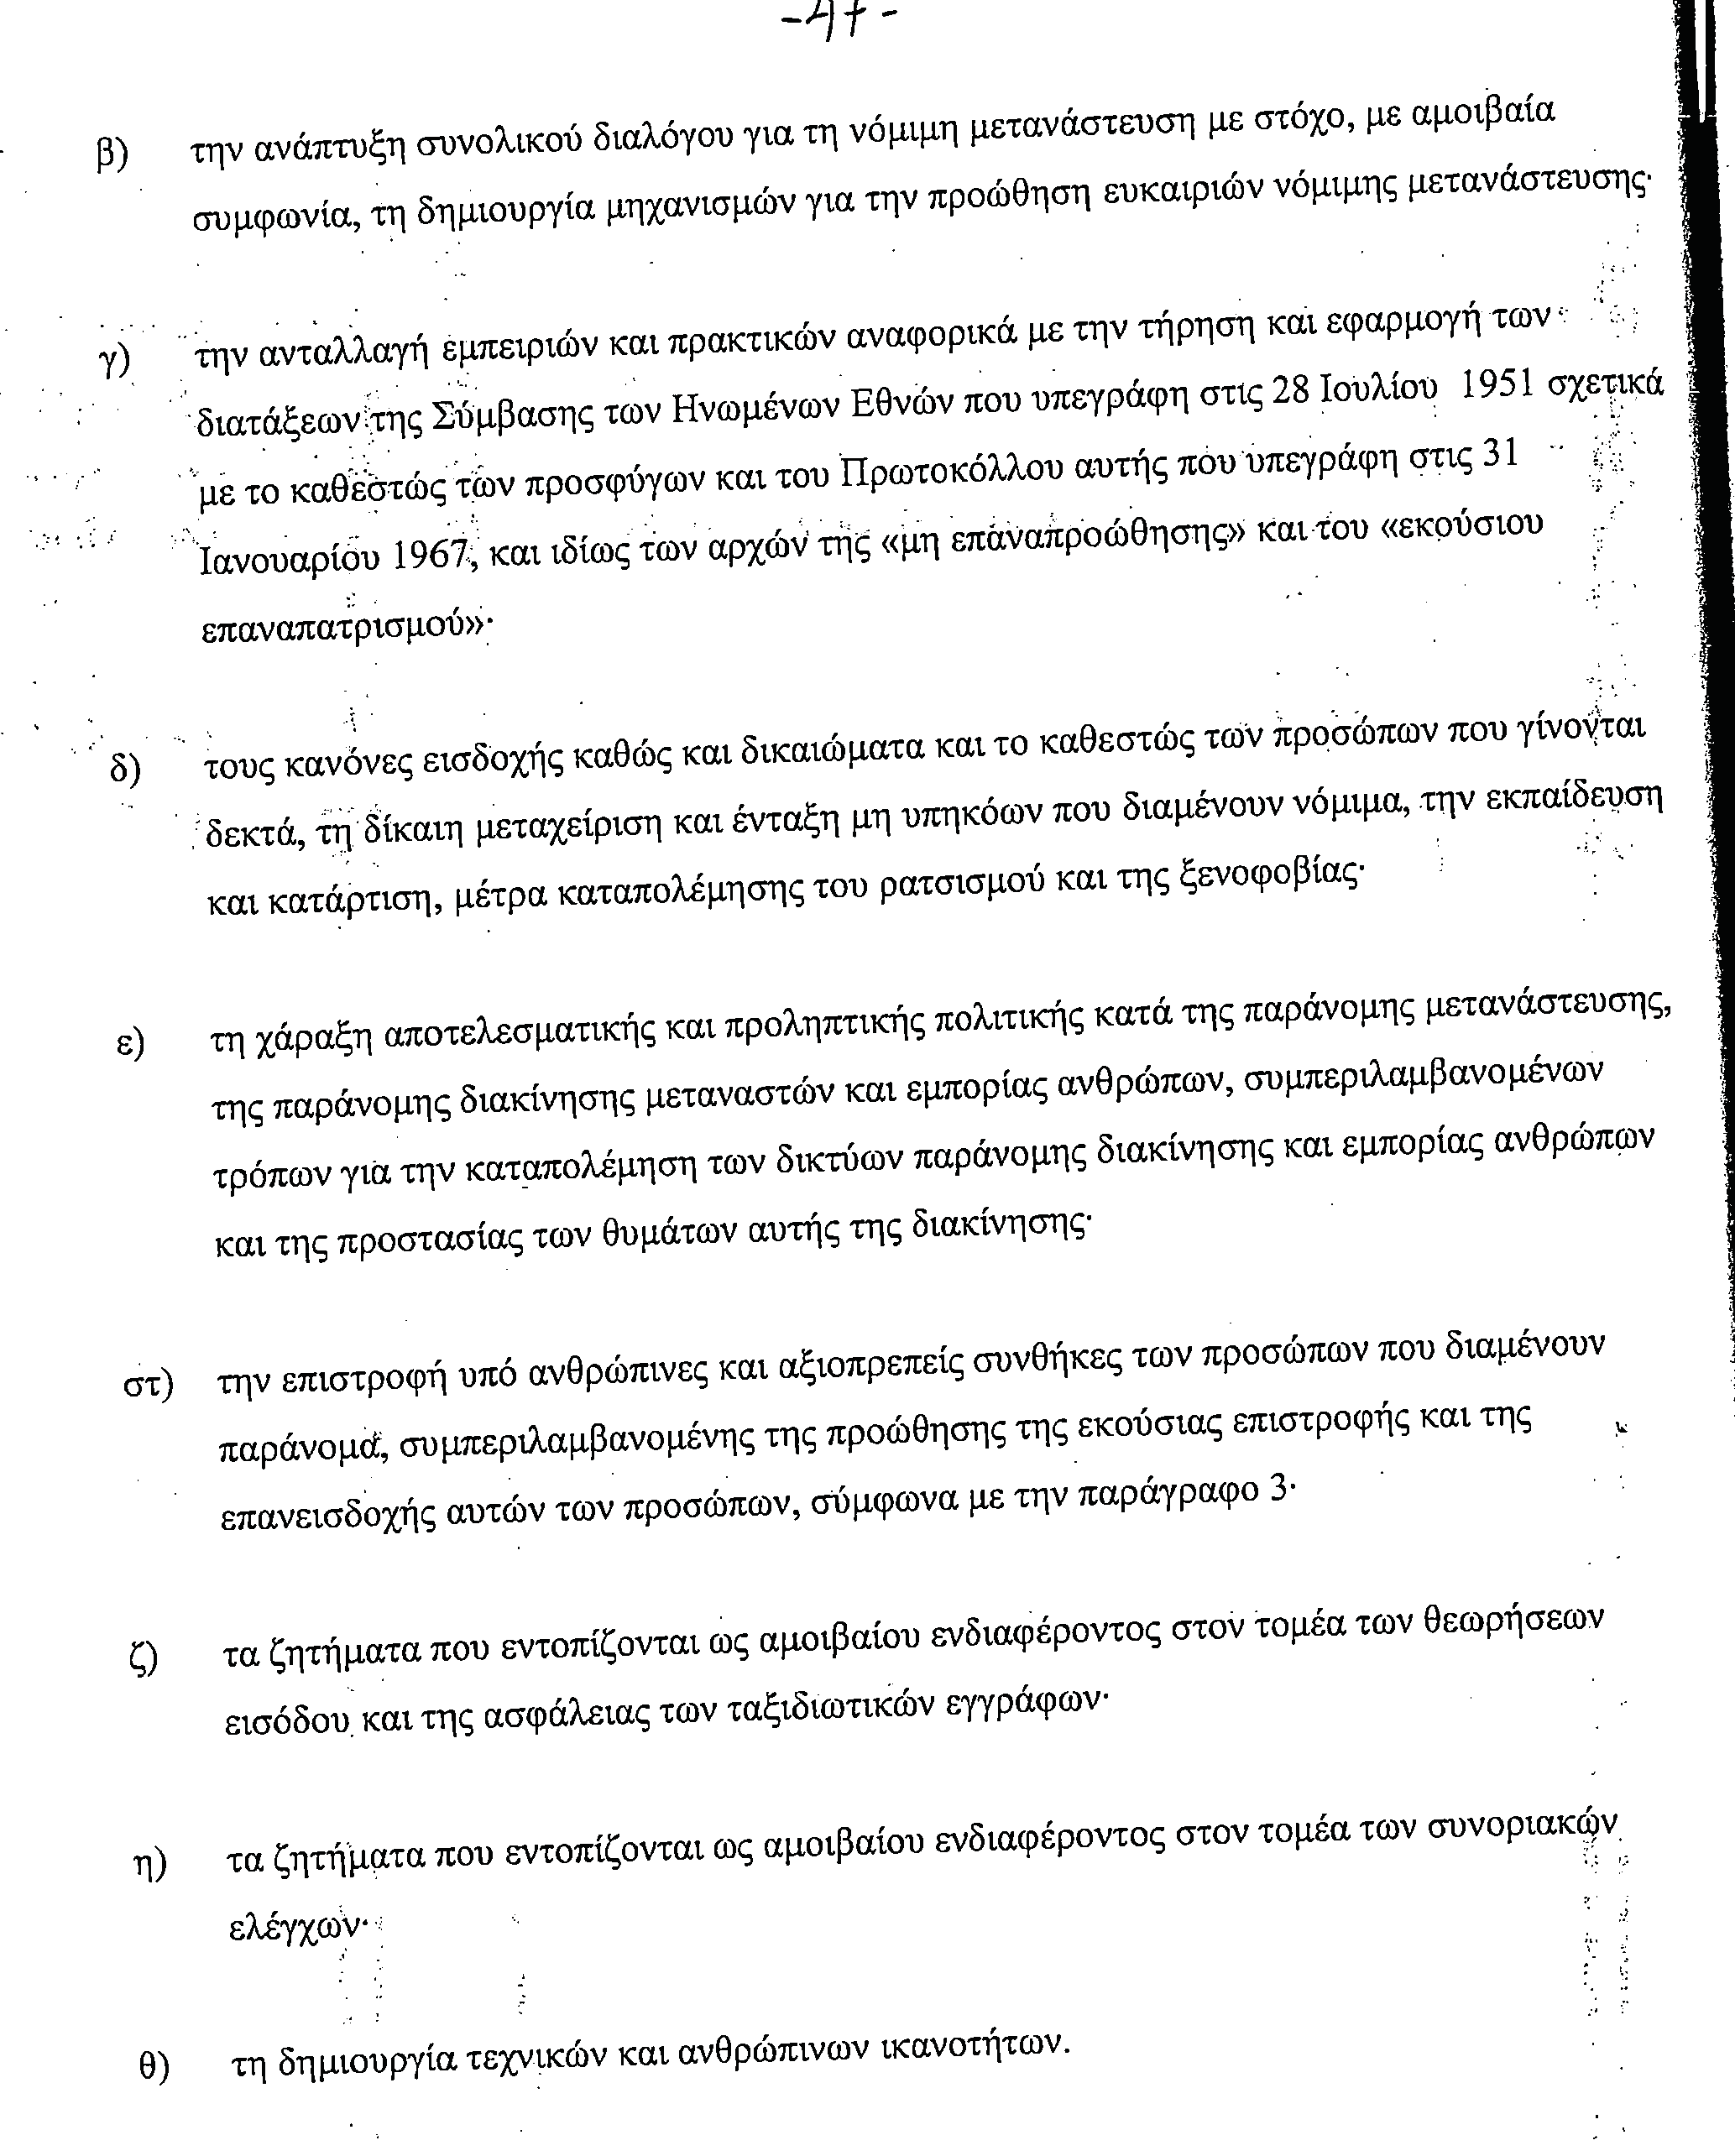 -47-
β) την ανάπτυξη συνολικού διαλόγου για τη νόμιμη μετανάστευση με στόχο, με αμοιβαία
συμφωνία, τη δημιουργία μηχανισμών για την προώθηση ευκαιριών νόμιμης μετανάστευσης·
γ) την ανταλλαγή εμπειριών και πρακτικών αναφορικά με την τήρηση και εφαρμογή των
διατάξεων της Σύμβασης των Ηνωμένων Εθνών που υπεγράφη στις 28 Ιουλίου 1951 σχετικά
με το καθεστώς των προσφύγων και του Πρωτοκόλλου αυτής που υπεγράφη στις 31
Ιανουαρίου 1967, και ιδίως των αρχών της «μη επαναπροώθησης» και του «εκούσιου
επαναπατρισμού»·
δ) τους κανόνες εισδοχής καθώς και δικαιώματα και το καθεστώς των προσώπων που γίνονται
δεκτά, τη δίκαιη μεταχείριση και ένταξη μη υπηκόων που διαμένουν νόμιμα, την εκπαίδευση
και κατάρτιση, μέτρα καταπολέμησης του ρατσισμού και της ξενοφοβίας·
ε) τη χάραξη αποτελεσματικής και προληπτικής πολιτικής κατά της παράνομης μετανάστευσης,
της παράνομης διακίνησης μεταναστών και εμπορίας ανθρώπων, συμπεριλαμβανομένων
τρόπων για την καταπολέμηση των δικτύων παράνομης διακίνησης και εμπορίας ανθρώπων
και της προστασίας των θυμάτων αυτής της διακίνησης·
στ) την επιστροφή υπό ανθρώπινες και αξιοπρεπείς συνθήκες των προσώπων που διαμένουν
παράνομα, συμπεριλαμβανομένης της προώθησης της εκούσιας επιστροφής και της
επανεισδοχής αυτών των προσώπων, σύμφωνα με την παράγραφο 3·
ζ) τα ζητήματα που εντοπίζονται ως αμοιβαίου ενδιαφέροντος στον τομέα των θεωρήσεων
εισόδου και της ασφάλειας των ταξιδιωτικών εγγράφων·
η) τα ζητήματα που εντοπίζονται ως αμοιβαίου ενδιαφέροντος στον τομέα των συνοριακών
ελέγχων·
θ) τη δημιουργία τεχνικών και ανθρώπινων ικανοτήτων.